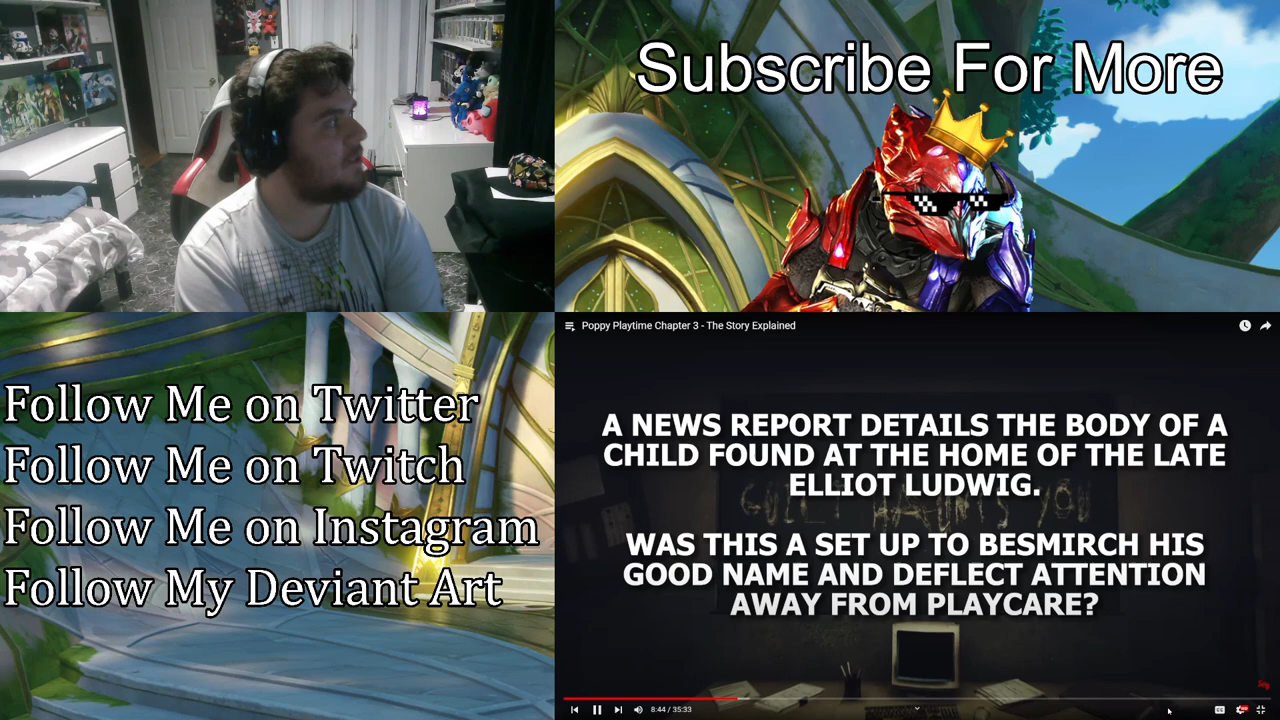 Subscribe For More
Follow Me on Twitter
Follow Me on Twitch
Follow Me on Instagram
Follow My Deviant Art
Poppy Playtime Chapter 3 - The Story Explained
A NEWS REPORT DETAILS THE BODY OF A
CHILD FOUND AT THE HOME OF THE LATE
ELLIOT LUDWIG.
WAS THIS A SET UP TO BESMIRCH HIS
GOOD NAME AND DEFLECT ATTENTION
AWAY FROM PLAYCARE?
8:44 / 35:33